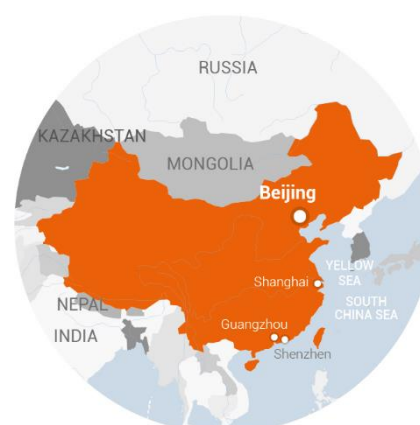 RUSSIA
KAZAKHSTAN
MONGOLIA
Beijing
YELLOW
SEA
Shanghai
NEPAL
SOUTH
CHINA SEA
Guangzhou
INDIA
Shenzhen